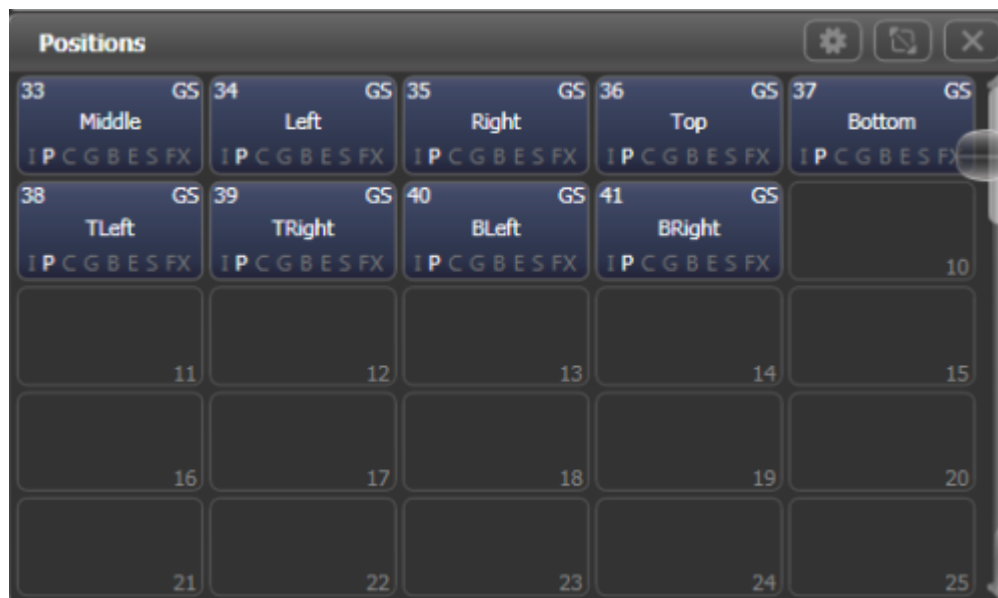 Positions
33 GS 34 GS 35 GS 36 GS 37 GS
Middle Left Right Top Bottom
I P C G B E S FX I P C G B E S FX I P C G B E S FX I P C G B E S FX I P C G B E S FX
38 GS 39 GS 40 GS 41 GS
TLeft TRight BLeft BRight
I P C G B E S FX I P C G B E S FX I P C G B E S FX I P C G B E S FX 10
11 12 13 14 15
16 17 18 19 20
21 22 23 24 25